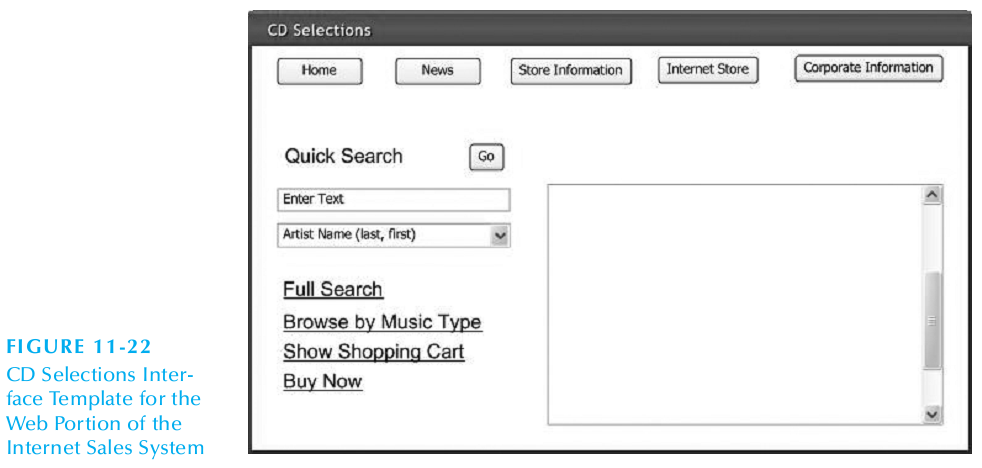 CD Selections
Home News Store Information Internet Store Corporate Information
Quick Search Go
Enter Text
Artist Name (last, first)
Full Search
Browse by Music Type
Show Shopping Cart
Buy Now
FIGURE 11-22
CD Selections Inter-
face Template for the
Web Portion of the
Internet Sales System